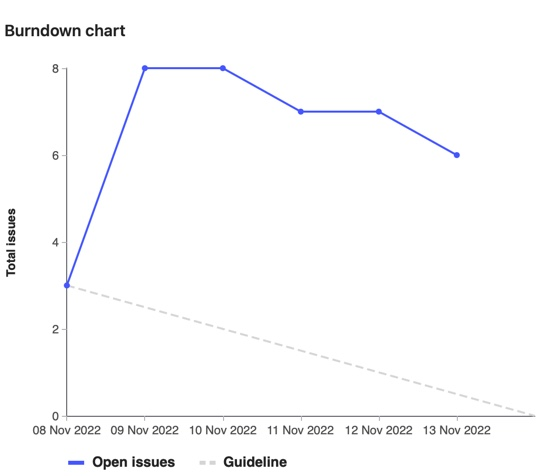 Burndown chart
8
6
4
2
0
Total issues
08 Nov 2022 09 Nov 2022 10 Nov 2022 11 Nov 2022 12 Nov 2022 13 Nov 2022
Open issues Guideline